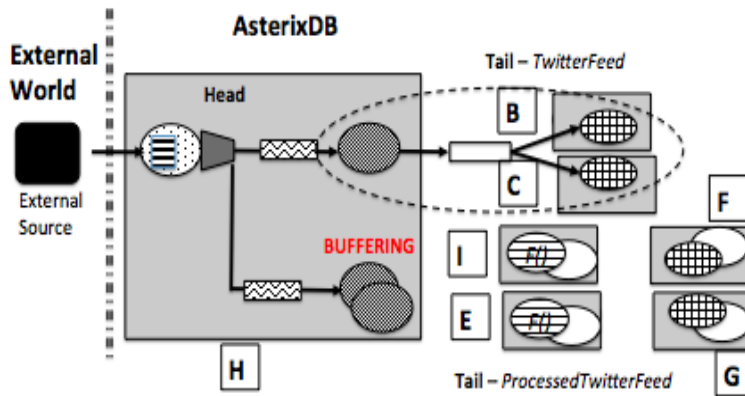 AsterixDB
External
World
Head
Tail – TwitterFeed
B
C
External
Source
BUFFERING
F
I
F()
E
F()
H
G
Tail – ProcessedTwitterFeed